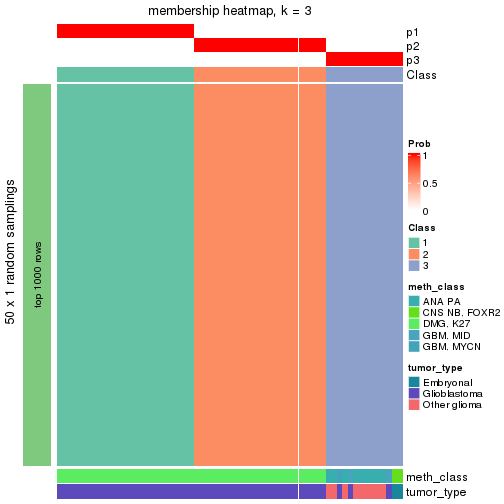 membership heatmap, k = 3
p1
p2
p3
Class
50 x 1 random samplings
top 1000 rows
Prob
1
0.5
0
Class
1
2
3
meth_class
ANA PA
CNS NB, FOXR2
DMG, K27
GBM, MID
GBM, MYCN
tumor_type
Embryonal
Glioblastoma
Other glioma
meth_class
tumor_type